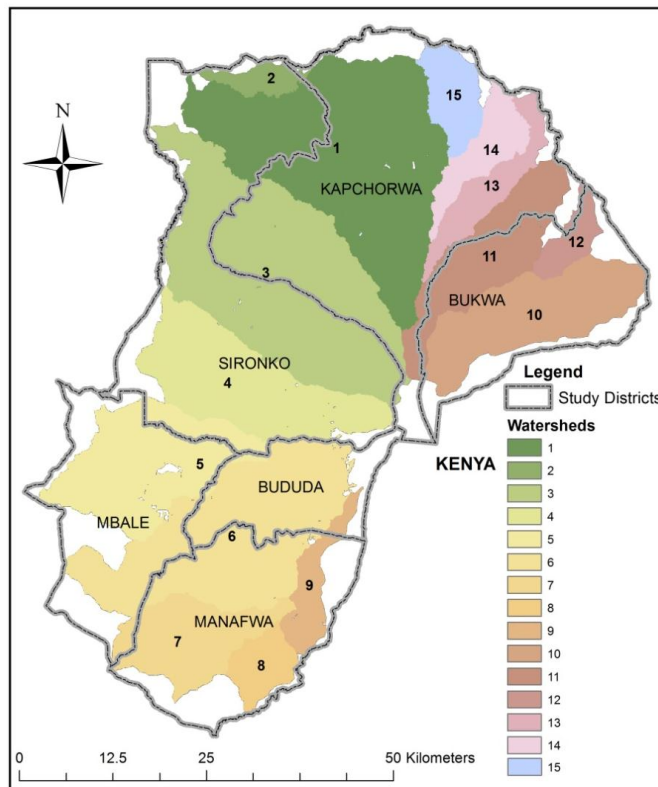 2
15
N
1
14
KAPCHORWA
13
12
11
3
BUKWA
10
SIRONKO
4
Legend
Study Districts
Watersheds
1
KENYA
2
5
BUDUDA
3
4
MBALE
5
6
6
7
9
8
MANAFWA
9
7
10
8
11
12
13
14
0 12.5 25 50 Kilometers
15